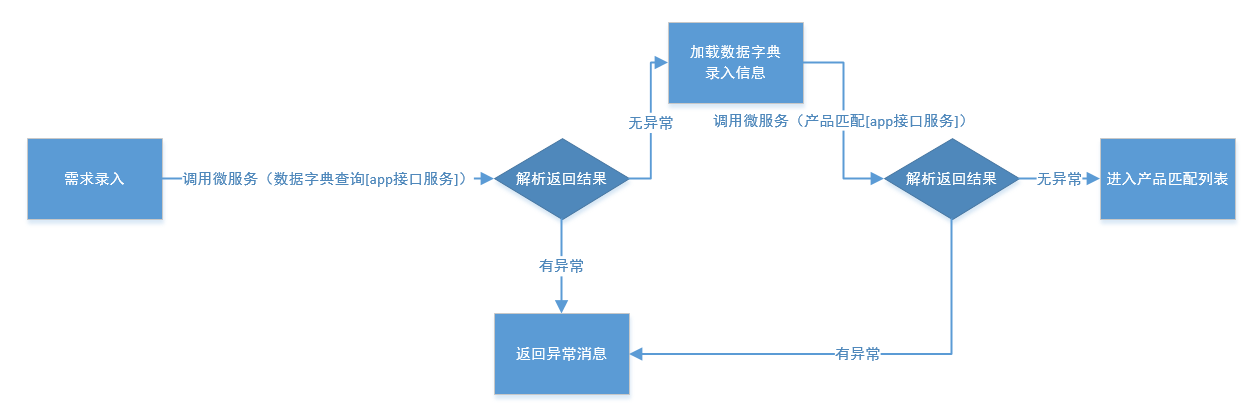 加载数据字典
录入信息
无异常
调用微服务（产品匹配[app接口服务]）
需求录入
调用微服务（数据字典查询[app接口服务]）
解析返回结果
解析返回结果
无异常
进入产品匹配列表
有异常
返回异常消息
有异常